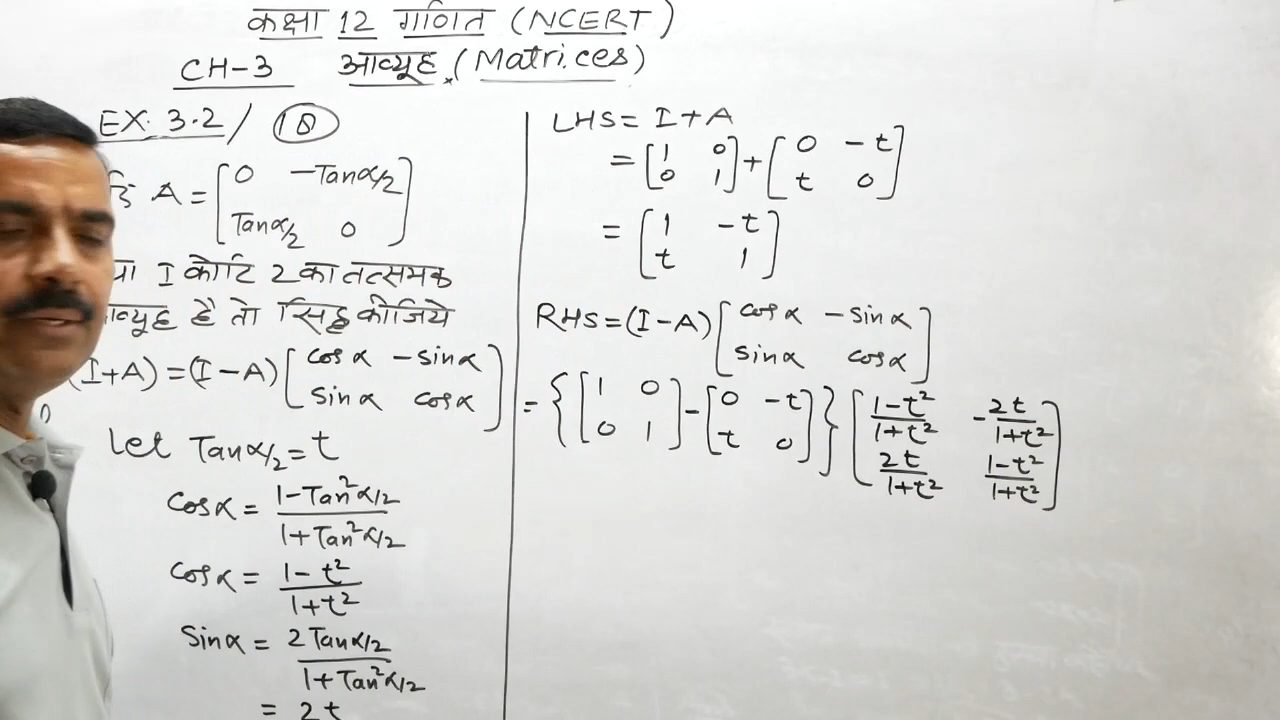 कक्षा 12 गणित (NCERT)
CH-3 आव्यूह (Matrices)
EX. 3.2 / 18
A = [0 -Tanα/2
Tanα/2 0]
I कोटि 2 का तत्समक
है तो सिद्ध कीजिये
(I+A) = (I-A) [cosα -sinα
sinα cosα]
Let Tanα/2 = t
Cosα = 1-Tan²α/2
1+Tan²α/2
Cosα = 1-t²
1+t²
Sinα = 2Tanα/2
1+Tan²α/2
= 2t
LHS = I+A
= [1 0
0 1] + [0 -t
t 0]
= [1 -t
t 1]
RHS = (I-A) [cosα -sinα
sinα cosα]
= {[1 0
0 1] - [0 -t
t 0]} [1-t²/1+t² -2t/1+t²
2t/1+t² 1-t²/1+t²]